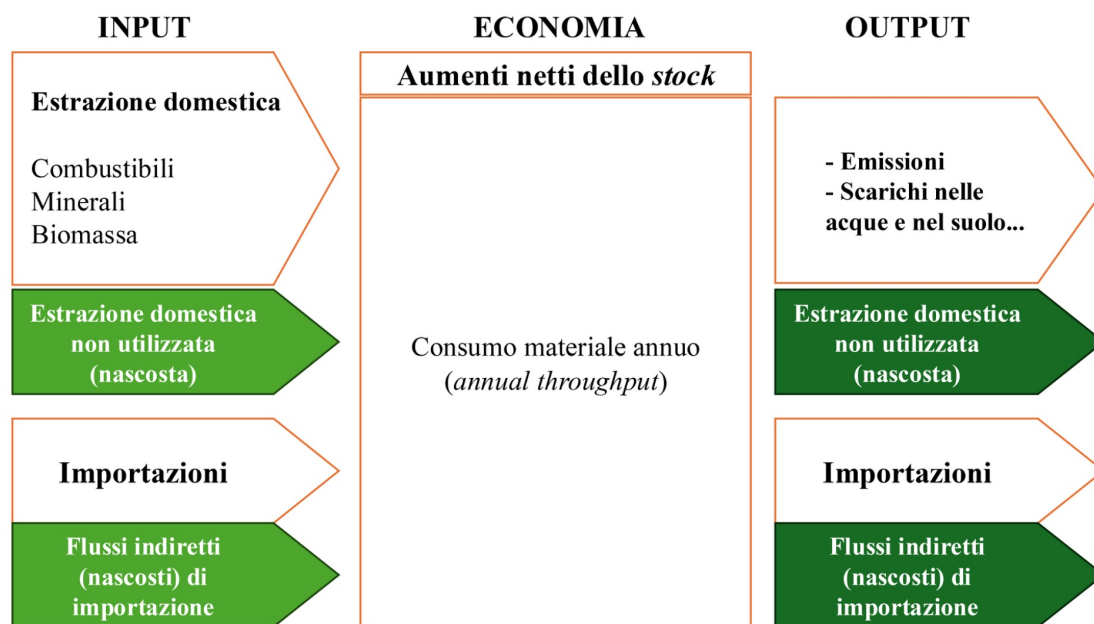 INPUT
Estrazione domestica
Combustibili
Minerali
Biomassa
Estrazione domestica
non utilizzata
(nascosta)
Importazioni
Flussi indiretti
(nascosti) di
importazione
ECONOMIA
Aumenti netti dello stock
Consumo materiale annuo
(annual throughput)
OUTPUT
- Emissioni
- Scarichi nelle
acque e nel suolo...
Estrazione domestica
non utilizzata
(nascosta)
Importazioni
Flussi indiretti
(nascosti) di
importazione